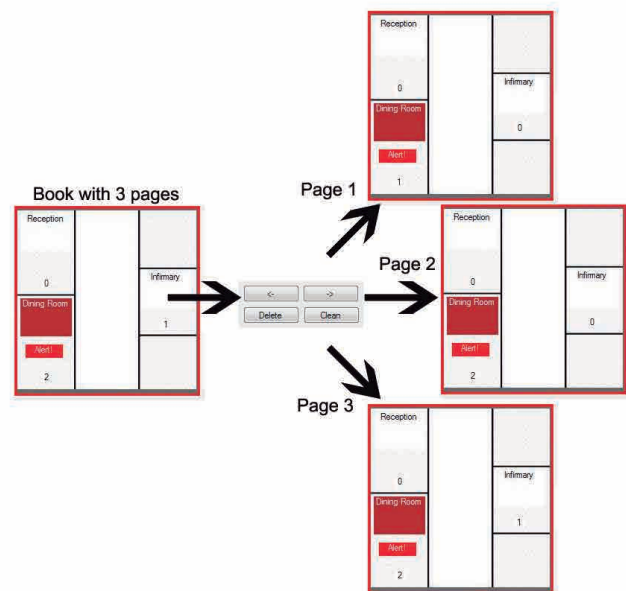 Book with 3 pages
Reception
0
Dining Room
Alert!
2
Infirmary
1
<-
->
Delete
Clean
Page 1
Reception
0
Dining Room
Alert!
1
Infirmary
0
Page 2
Reception
0
Dining Room
Alert!
2
Infirmary
0
Page 3
Reception
0
Dining Room
Alert!
2
Infirmary
1